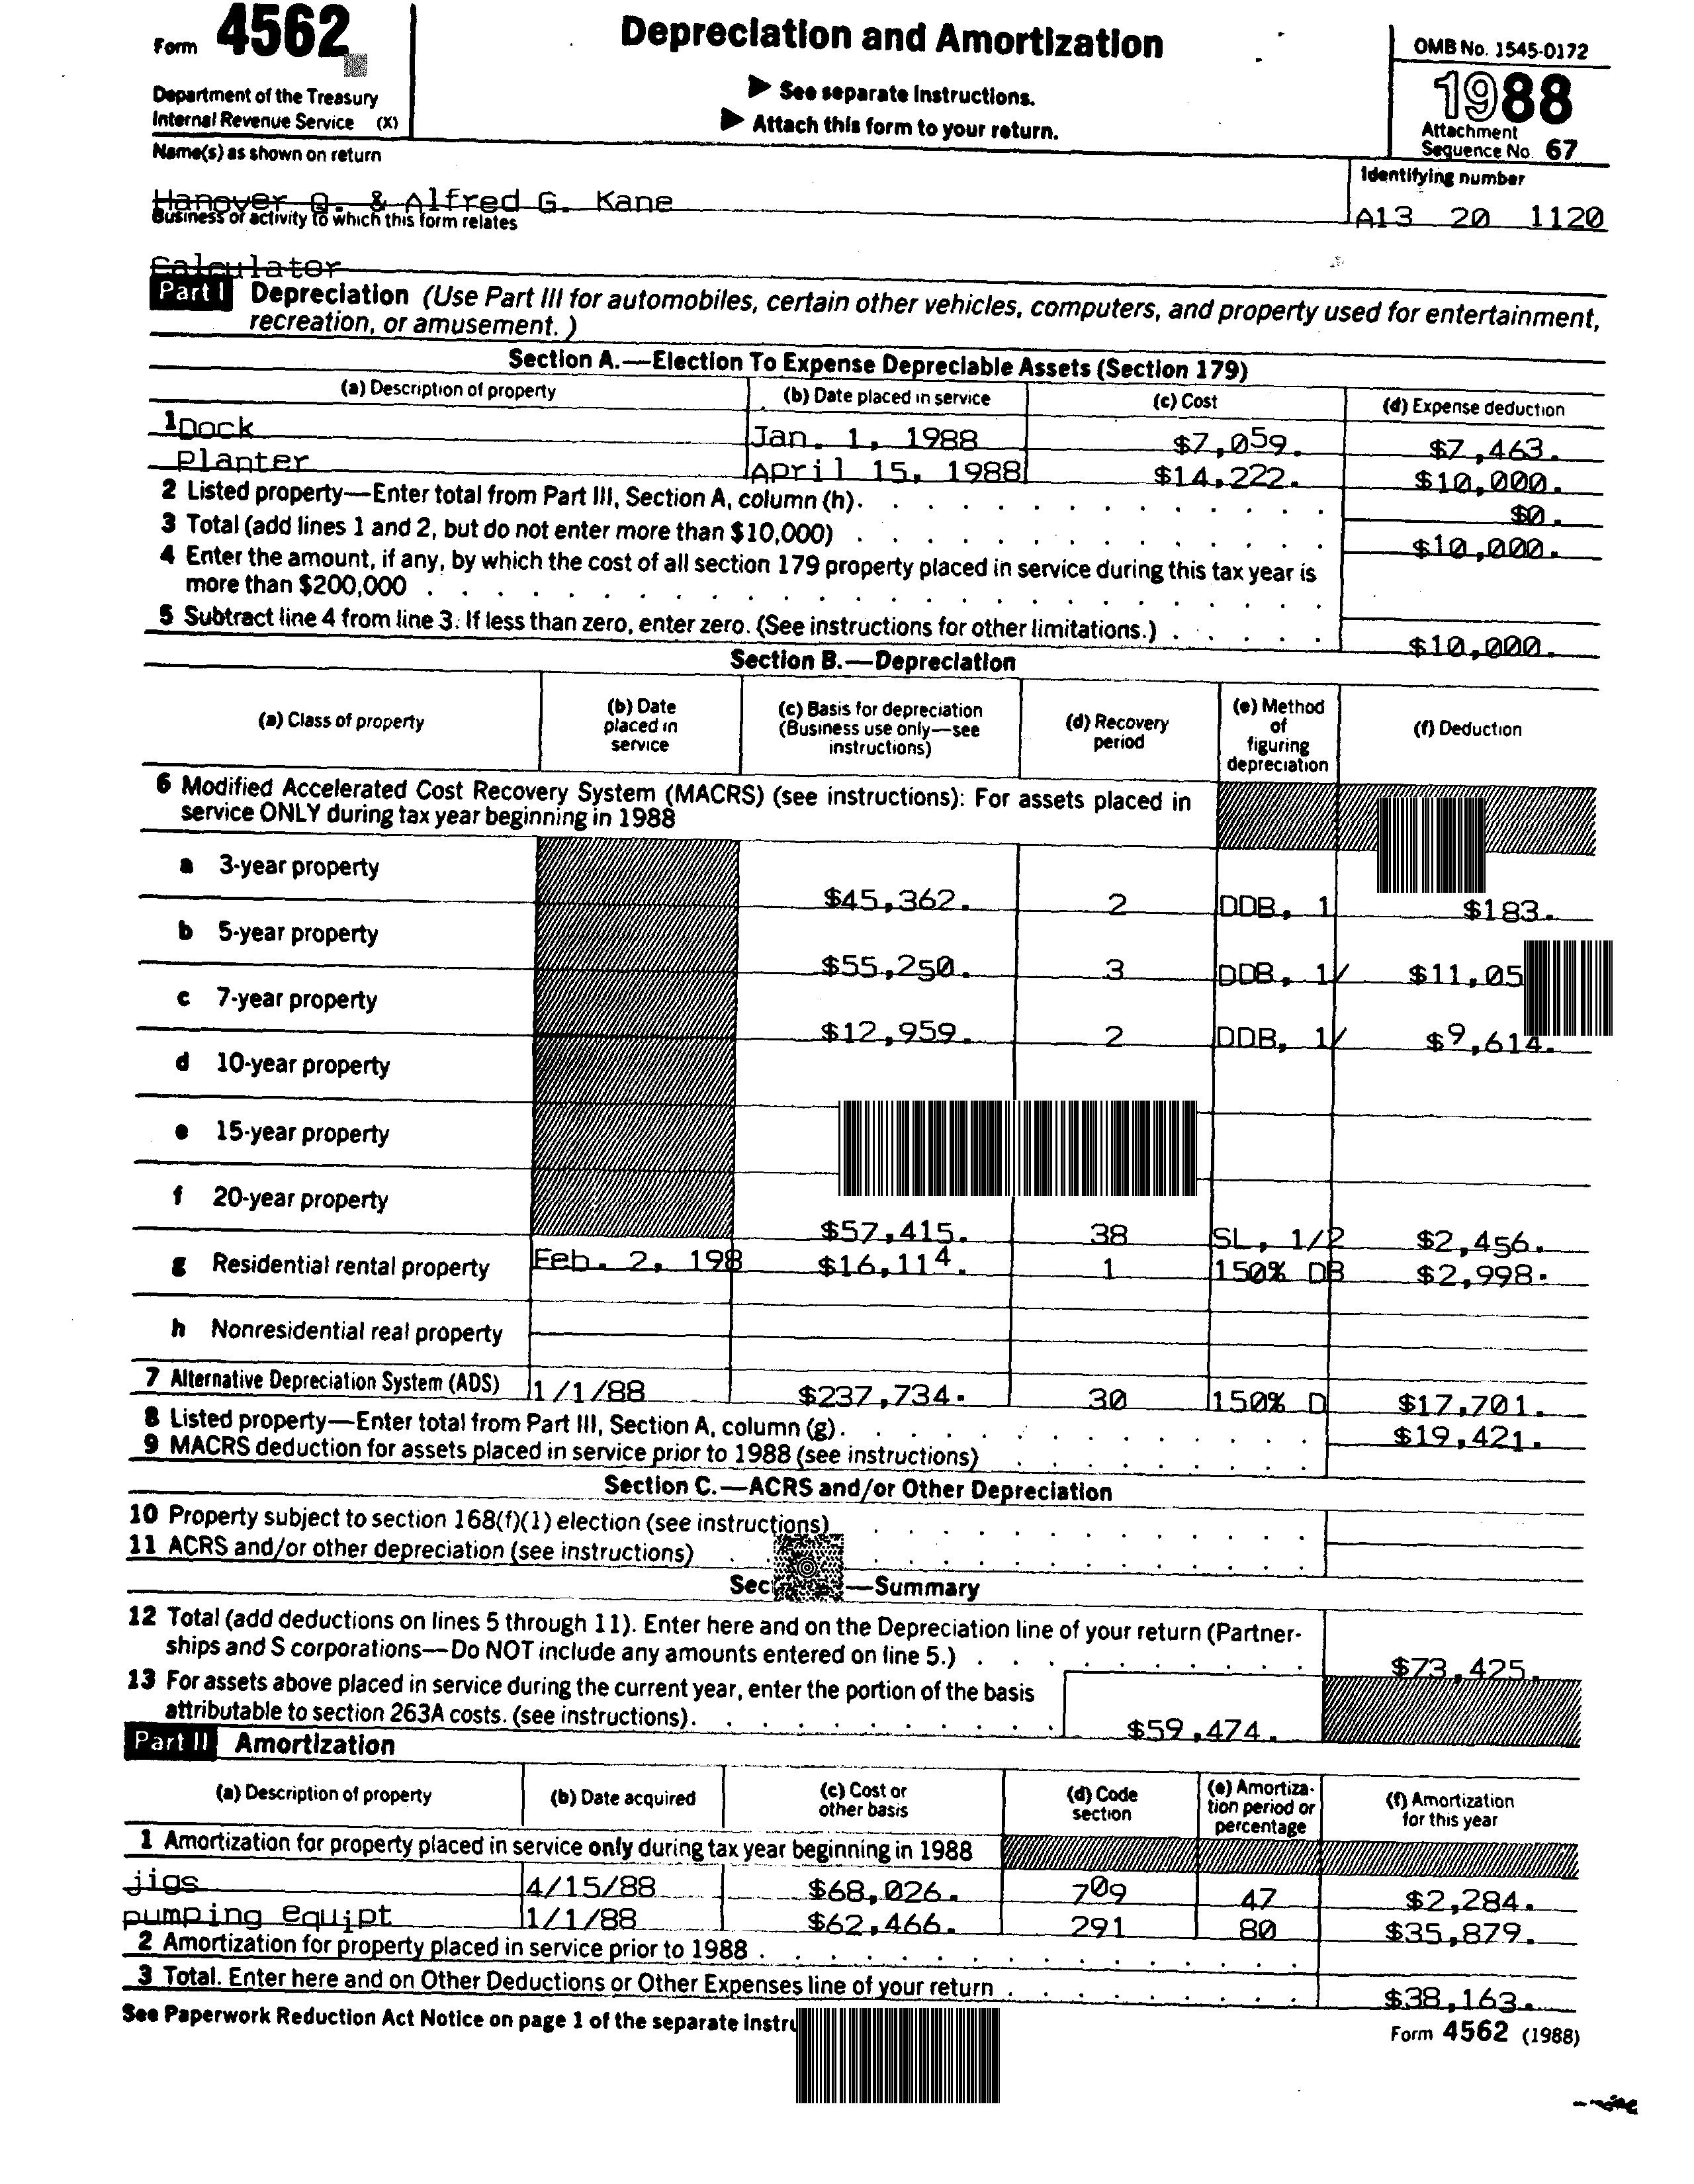 Form 4562
Depreciation and Amortization
OMB No. 1545-0172
Department of the Treasury
Internal Revenue Service (X)
▶ See separate Instructions.
▶ Attach this form to your return.
1988
Attachment
Sequence No. 67
Name(s) as shown on return
Identifying number
Hanover Q. & Alfred G. Kane
A13 20 1120
Business or activity to which this form relates
Calculator
Part I Depreciation (Use Part III for automobiles, certain other vehicles, computers, and property used for entertainment,
recreation, or amusement.)
Section A.—Election To Expense Depreciable Assets (Section 179)
(a) Description of property (b) Date placed in service (c) Cost (d) Expense deduction
1 Dock Jan. 1, 1988 $7,059. $7,463.
Planter April 15, 1988 $14,222. $10,000.
2 Listed property—Enter total from Part III, Section A, column (h). $0.
3 Total (add lines 1 and 2, but do not enter more than $10,000) $10,000.
4 Enter the amount, if any, by which the cost of all section 179 property placed in service during this tax year is
more than $200,000
5 Subtract line 4 from line 3. If less than zero, enter zero. (See instructions for other limitations.) $10,000.
Section B.—Depreciation
(a) Class of property (b) Date placed in service (c) Basis for depreciation (Business use only—see instructions) (d) Recovery period (e) Method of figuring depreciation (f) Deduction
6 Modified Accelerated Cost Recovery System (MACRS) (see instructions): For assets placed in
service ONLY during tax year beginning in 1988
a 3-year property $45,362. 2 DDB, 1 $183.
b 5-year property $55,250. 3 DDB, 1/ $11,05
c 7-year property $12,959. 2 DDB, 1/ $9,614.
d 10-year property
e 15-year property
f 20-year property $57,415. 38 SL, 1/2 $2,456.
g Residential rental property Feb. 2, 198 $16,114. 1 150% DB $2,998.
h Nonresidential real property
7 Alternative Depreciation System (ADS) 1/1/88 $237,734. 30 150% D $17,701.
8 Listed property—Enter total from Part III, Section A, column (g). $19,421.
9 MACRS deduction for assets placed in service prior to 1988 (see instructions)
Section C.—ACRS and/or Other Depreciation
10 Property subject to section 168(f)(1) election (see instructions)
11 ACRS and/or other depreciation (see instructions)
Sec —Summary
12 Total (add deductions on lines 5 through 11). Enter here and on the Depreciation line of your return (Partner-
ships and S corporations—Do NOT include any amounts entered on line 5.) $73,425.
13 For assets above placed in service during the current year, enter the portion of the basis
attributable to section 263A costs. (see instructions). $59,474.
Part II Amortization
(a) Description of property (b) Date acquired (c) Cost or other basis (d) Code section (e) Amortiza-tion period or percentage (f) Amortization for this year
1 Amortization for property placed in service only during tax year beginning in 1988
jigs 4/15/88 $68,026. 709 47 $2,284.
pumping equipt 1/1/88 $62,466. 291 80 $35,879.
2 Amortization for property placed in service prior to 1988
3 Total. Enter here and on Other Deductions or Other Expenses line of your return $38,163.
See Paperwork Reduction Act Notice on page 1 of the separate instru
Form 4562 (1988)